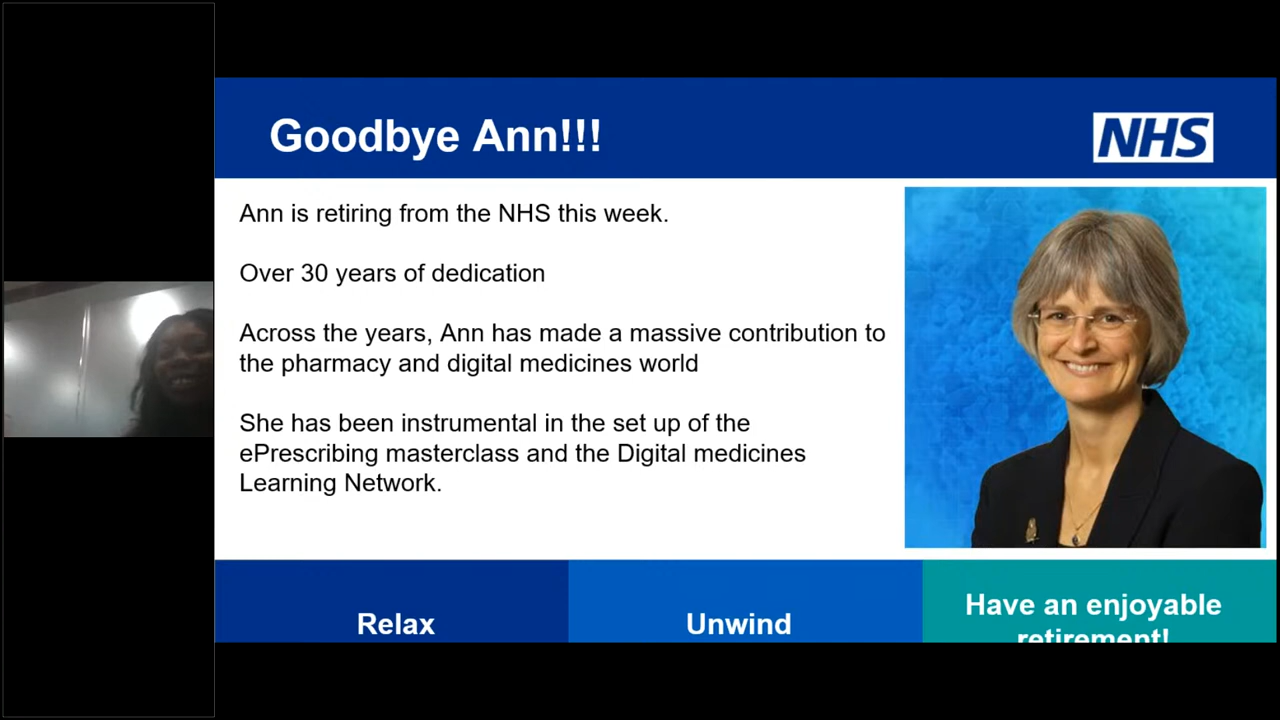 Goodbye Ann!!!
NHS
Ann is retiring from the NHS this week.
Over 30 years of dedication
Across the years, Ann has made a massive contribution to
the pharmacy and digital medicines world
She has been instrumental in the set up of the
ePrescribing masterclass and the Digital medicines
Learning Network.
Relax
Unwind
Have an enjoyable
retirement!